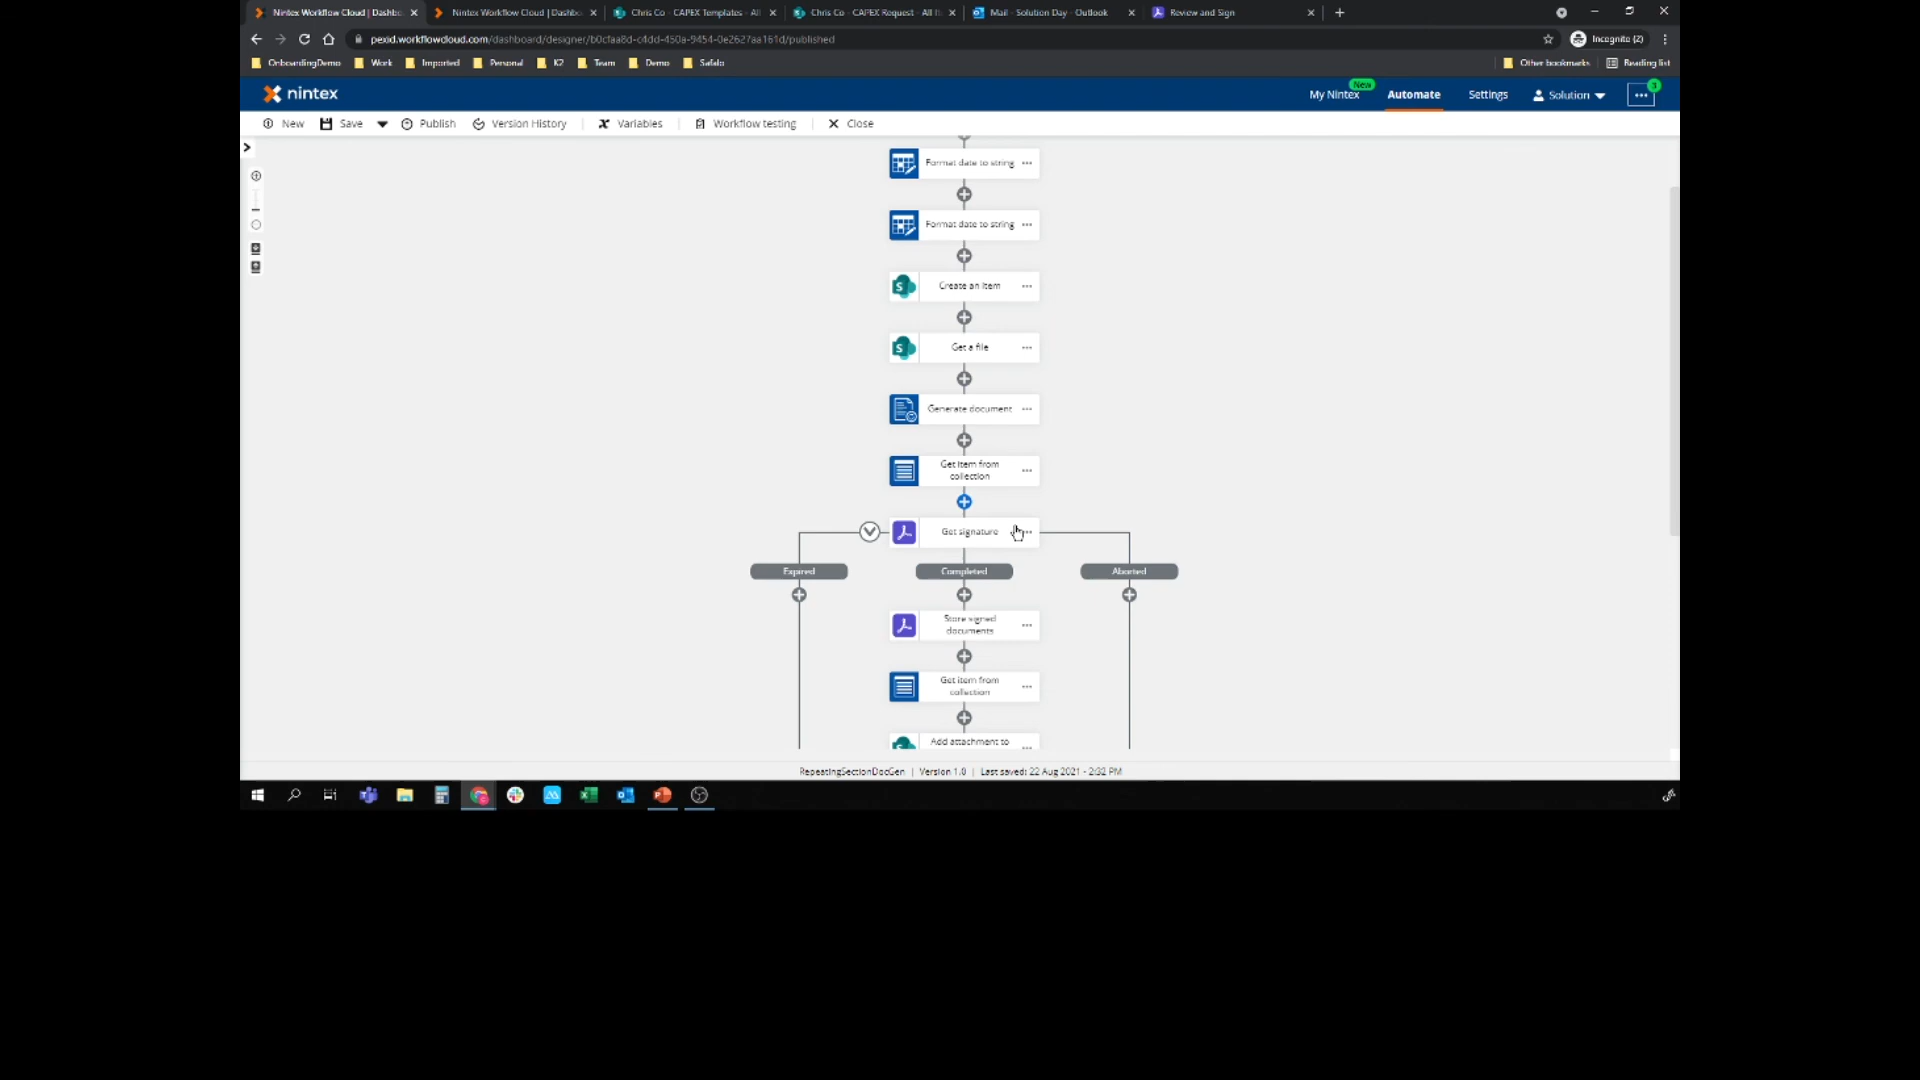 Nintex Workflow Cloud | Dashbo
Nintex Workflow Cloud | Dashbo
Chris Co - CAPEX Templates - All
Chris Co - CAPEX Request - All It
Mail - Solution Day - Outlook
Review and Sign
pexid.workflowcloud.com/dashboard/designer/b0cfaa8d-c4dd-450a-9454-0e2627aa161d/published
Incognito (2)
OnboardingDemo
Work
Imported
Personal
K2
Team
Demo
Safalo
Other bookmarks
Reading list
nintex
My Nintex
New
Automate
Settings
Solution
New
Save
Publish
Version History
Variables
Workflow testing
Close
Format date to string
Format date to string
Create an item
Get a file
Generate document
Get item from
collection
Get signature
Expired
Completed
Aborted
Store signed
documents
Get item from
collection
Add attachment to
RepeatingSectionDocGen | Version 1.0 | Last saved: 22 Aug 2021 - 2:32 PM